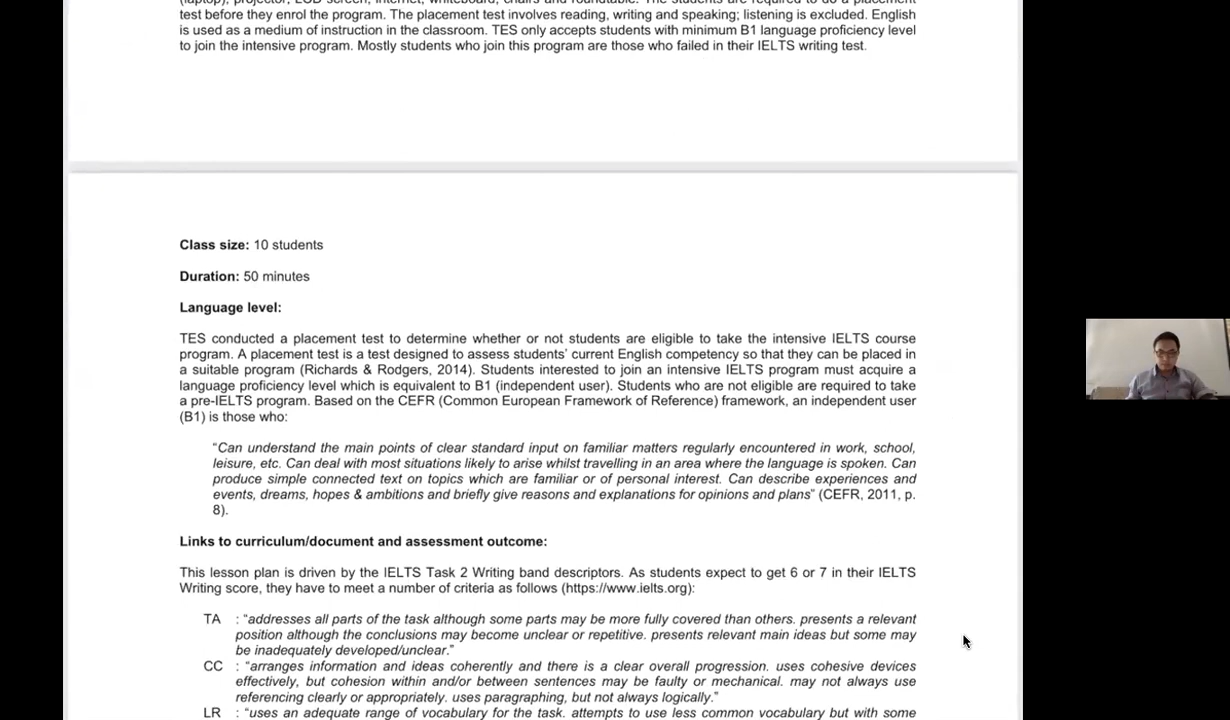 test before they enrol the program. The placement test involves reading, writing and speaking; listening is excluded. English
is used as a medium of instruction in the classroom. TES only accepts students with minimum B1 language proficiency level
to join the intensive program. Mostly students who join this program are those who failed in their IELTS writing test.
Class size: 10 students
Duration: 50 minutes
Language level:
TES conducted a placement test to determine whether or not students are eligible to take the intensive IELTS course
program. A placement test is a test designed to assess students’ current English competency so that they can be placed in
a suitable program (Richards & Rodgers, 2014). Students interested to join an intensive IELTS program must acquire a
language proficiency level which is equivalent to B1 (independent user). Students who are not eligible are required to take
a pre-IELTS program. Based on the CEFR (Common European Framework of Reference) framework, an independent user
(B1) is those who:
“Can understand the main points of clear standard input on familiar matters regularly encountered in work, school,
leisure, etc. Can deal with most situations likely to arise whilst travelling in an area where the language is spoken. Can
produce simple connected text on topics which are familiar or of personal interest. Can describe experiences and
events, dreams, hopes & ambitions and briefly give reasons and explanations for opinions and plans” (CEFR, 2011, p.
8).
Links to curriculum/document and assessment outcome:
This lesson plan is driven by the IELTS Task 2 Writing band descriptors. As students expect to get 6 or 7 in their IELTS
Writing score, they have to meet a number of criteria as follows (https://www.ielts.org):
TA : “addresses all parts of the task although some parts may be more fully covered than others. presents a relevant
position although the conclusions may become unclear or repetitive. presents relevant main ideas but some may
be inadequately developed/unclear.”
CC : “arranges information and ideas coherently and there is a clear overall progression. uses cohesive devices
effectively, but cohesion within and/or between sentences may be faulty or mechanical. may not always use
referencing clearly or appropriately. uses paragraphing, but not always logically.”
LR : “uses an adequate range of vocabulary for the task. attempts to use less common vocabulary but with some